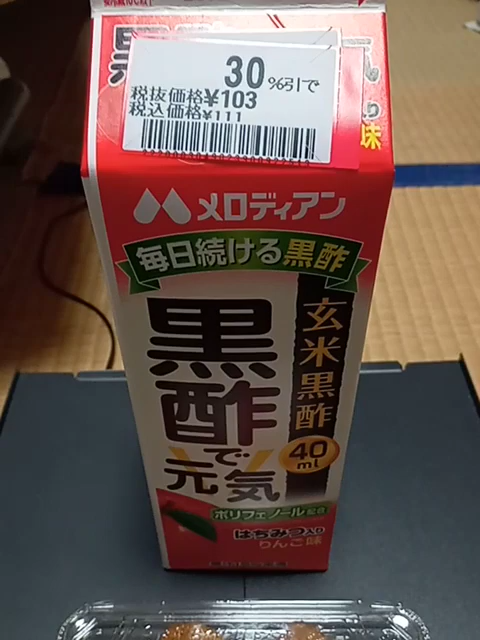 黒
30%引で
税抜価格¥103
税込価格¥111
味
メロディアン
毎日続ける黒酢
玄米黒酢
40ml
黒酢で元気
ポリフェノール配合
はちみつ入り
りんご味